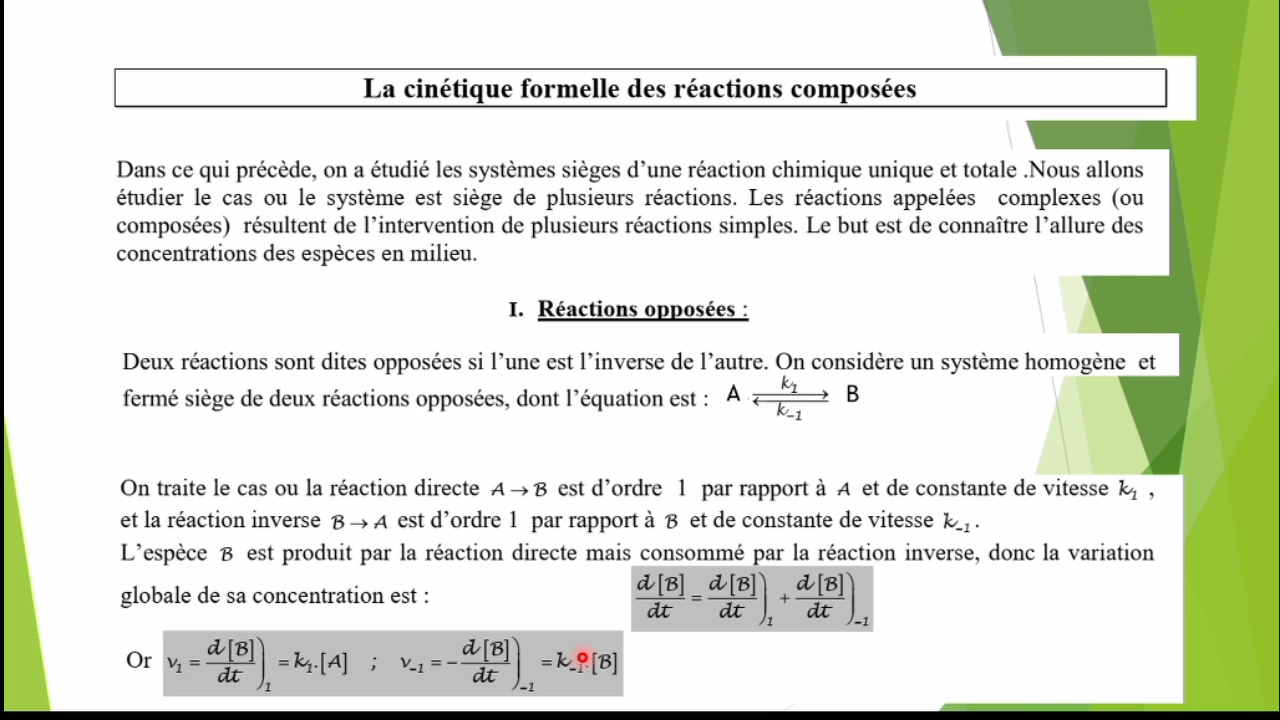 La cinétique formelle des réactions composées
Dans ce qui précède, on a étudié les systèmes sièges d’une réaction chimique unique et totale .Nous allons
étudier le cas ou le système est siège de plusieurs réactions. Les réactions appelées complexes (ou
composées) résultent de l’intervention de plusieurs réactions simples. Le but est de connaître l’allure des
concentrations des espèces en milieu.
I. Réactions opposées :
Deux réactions sont dites opposées si l’une est l’inverse de l’autre. On considère un système homogène et
fermé siège de deux réactions opposées, dont l’équation est : A ⇄ B k₁ k₋₁
On traite le cas ou la réaction directe A → B est d’ordre 1 par rapport à A et de constante de vitesse k₁ ,
et la réaction inverse B → A est d’ordre 1 par rapport à B et de constante de vitesse k₋₁.
L’espèce B est produit par la réaction directe mais consommé par la réaction inverse, donc la variation
globale de sa concentration est : d[B]/dt = d[B]/dt)₁ + d[B]/dt)₋₁
Or v₁ = d[B]/dt)₁ = k₁.[A] ; v₋₁ = − d[B]/dt)₋₁ = k₋₁.[B]